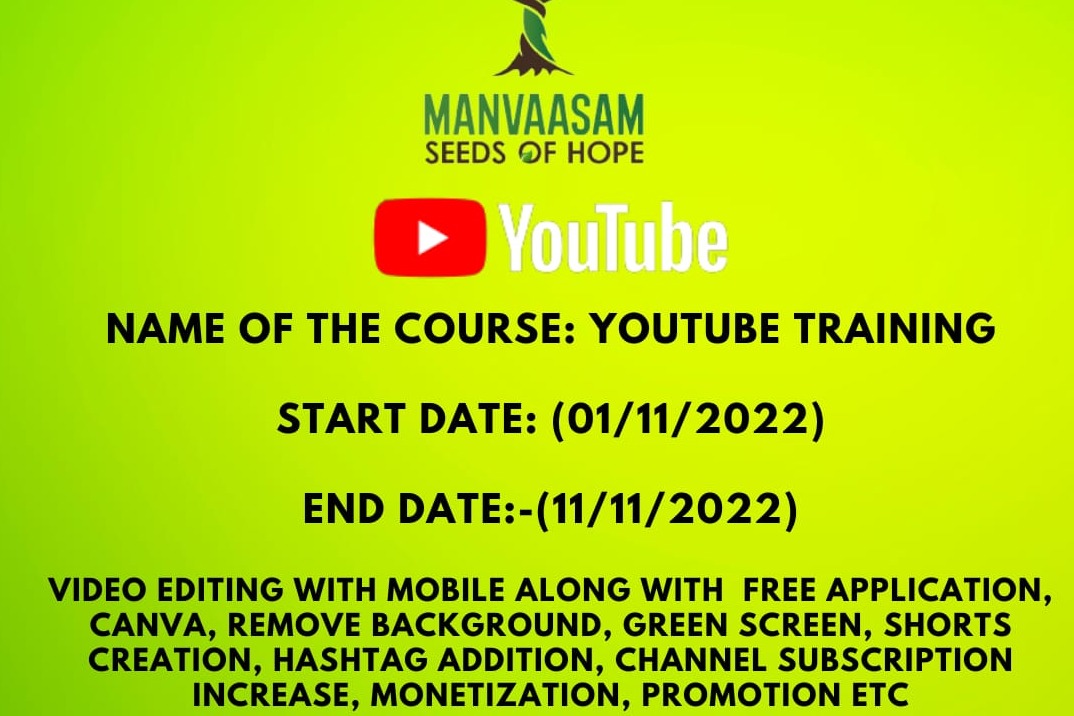 MANVAASAM
SEEDS OF HOPE
YouTube
NAME OF THE COURSE: YOUTUBE TRAINING
START DATE: (01/11/2022)
END DATE:-(11/11/2022)
VIDEO EDITING WITH MOBILE ALONG WITH FREE APPLICATION,
CANVA, REMOVE BACKGROUND, GREEN SCREEN, SHORTS
CREATION, HASHTAG ADDITION, CHANNEL SUBSCRIPTION
INCREASE, MONETIZATION, PROMOTION ETC